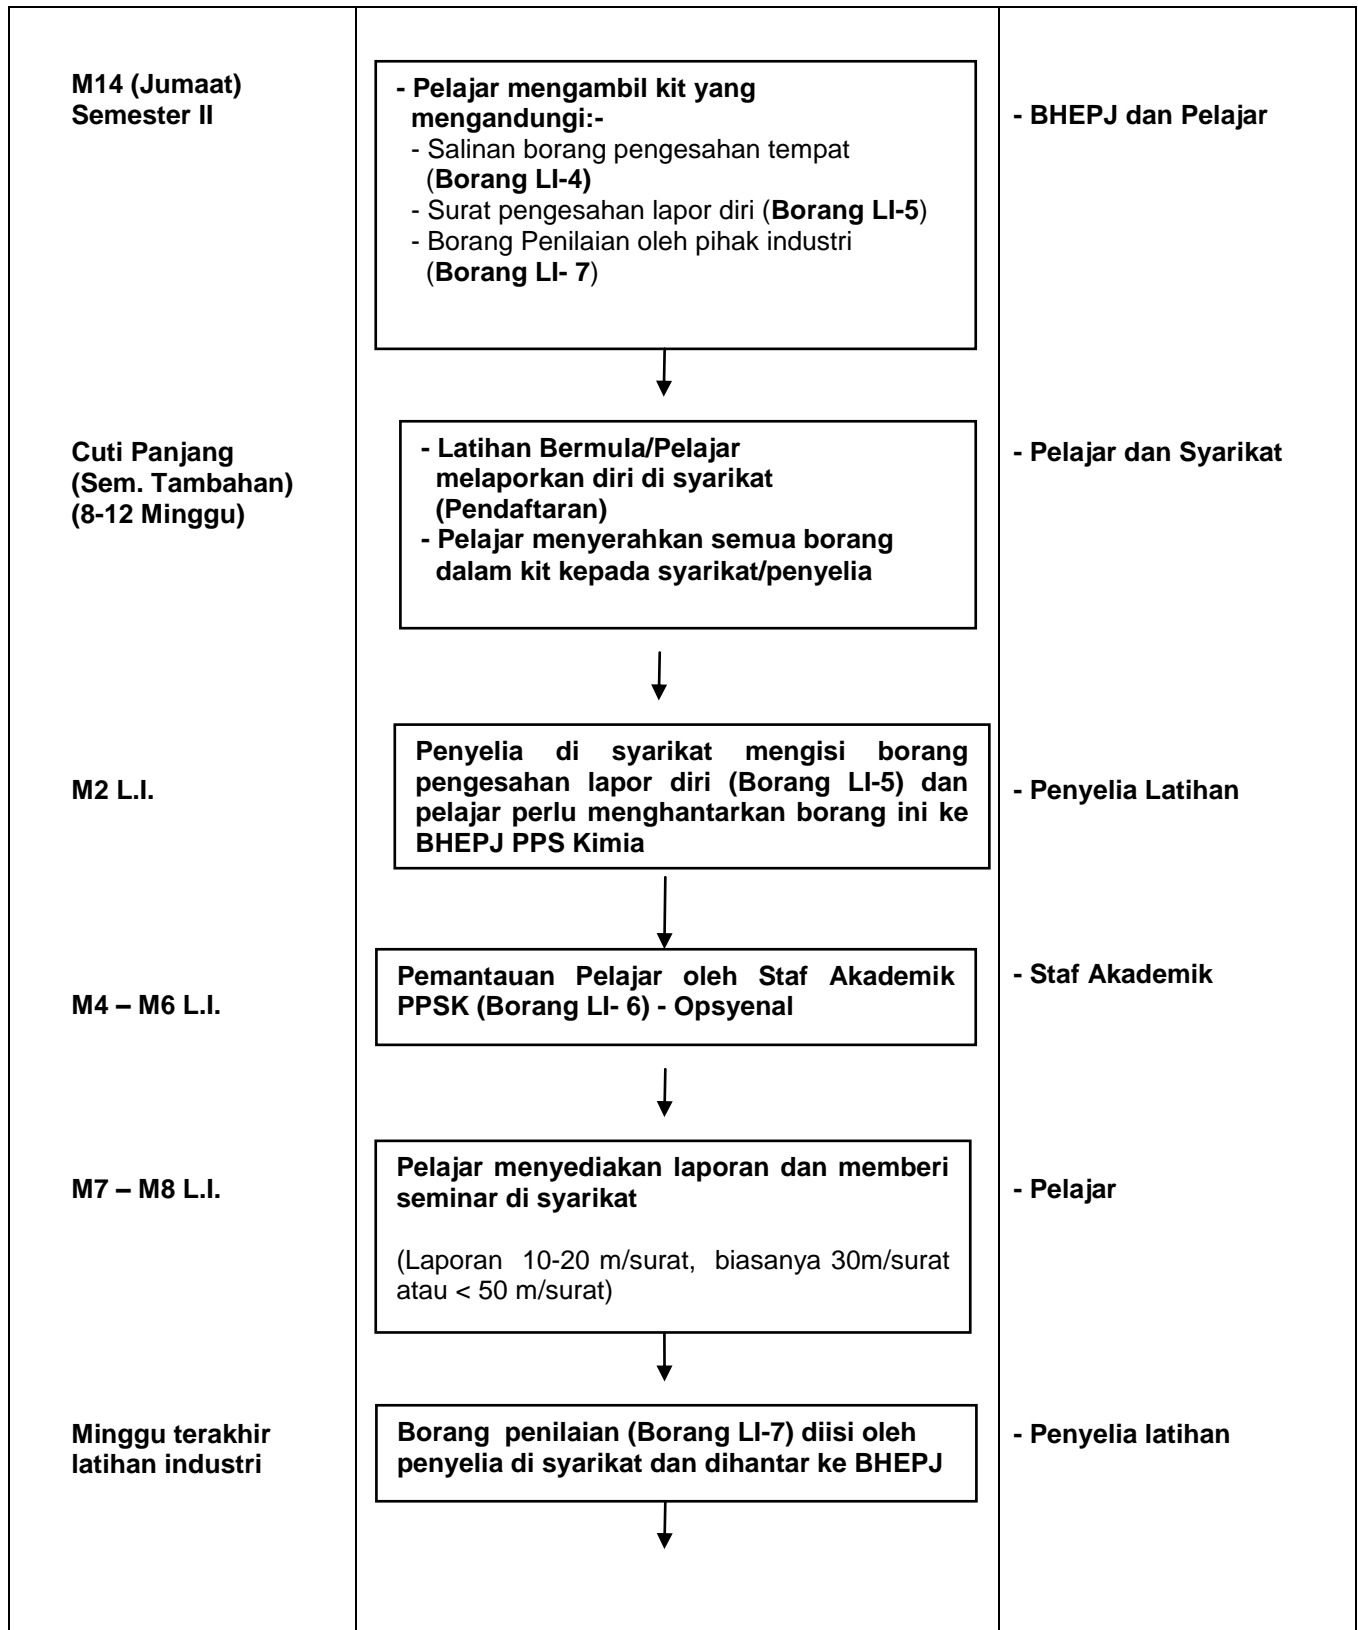 M14 (Jumaat)
Semester II
- Pelajar mengambil kit yang
mengandungi:-
- Salinan borang pengesahan tempat
(Borang LI-4)
- Surat pengesahan lapor diri (Borang LI-5)
- Borang Penilaian oleh pihak industri
(Borang LI- 7)
- BHEPJ dan Pelajar
Cuti Panjang
(Sem. Tambahan)
(8-12 Minggu)
- Latihan Bermula/Pelajar
melaporkan diri di syarikat
(Pendaftaran)
- Pelajar menyerahkan semua borang
dalam kit kepada syarikat/penyelia
- Pelajar dan Syarikat
M2 L.I.
Penyelia di syarikat mengisi borang
pengesahan lapor diri (Borang LI-5) dan
pelajar perlu menghantarkan borang ini ke
BHEPJ PPS Kimia
- Penyelia Latihan
M4 – M6 L.I.
Pemantauan Pelajar oleh Staf Akademik
PPSK (Borang LI- 6) - Opsyenal
- Staf Akademik
M7 – M8 L.I.
Pelajar menyediakan laporan dan memberi
seminar di syarikat
(Laporan 10-20 m/surat, biasanya 30m/surat
atau < 50 m/surat)
- Pelajar
Minggu terakhir
latihan industri
Borang penilaian (Borang LI-7) diisi oleh
penyelia di syarikat dan dihantar ke BHEPJ
- Penyelia latihan